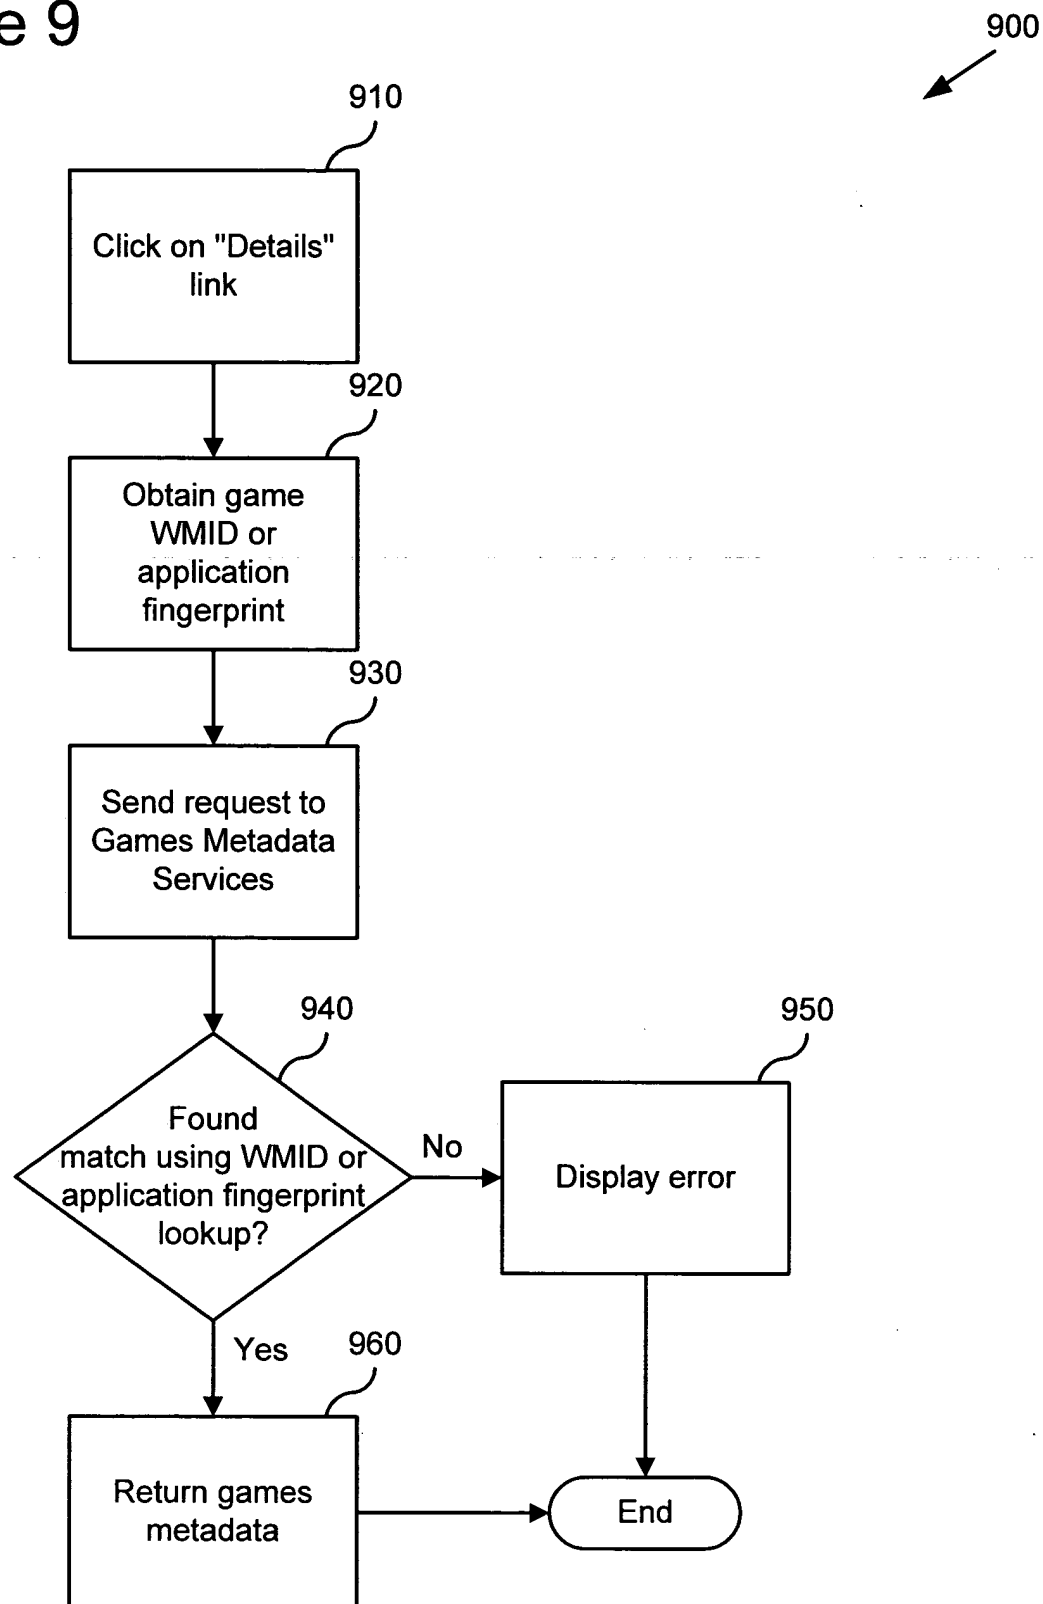 e 9
900
910
Click on "Details"
link
920
Obtain game
WMID or
application
fingerprint
930
Send request to
Games Metadata
Services
940
Found
match using WMID or
application fingerprint
lookup?
No
950
Display error
Yes
960
Return games
metadata
End